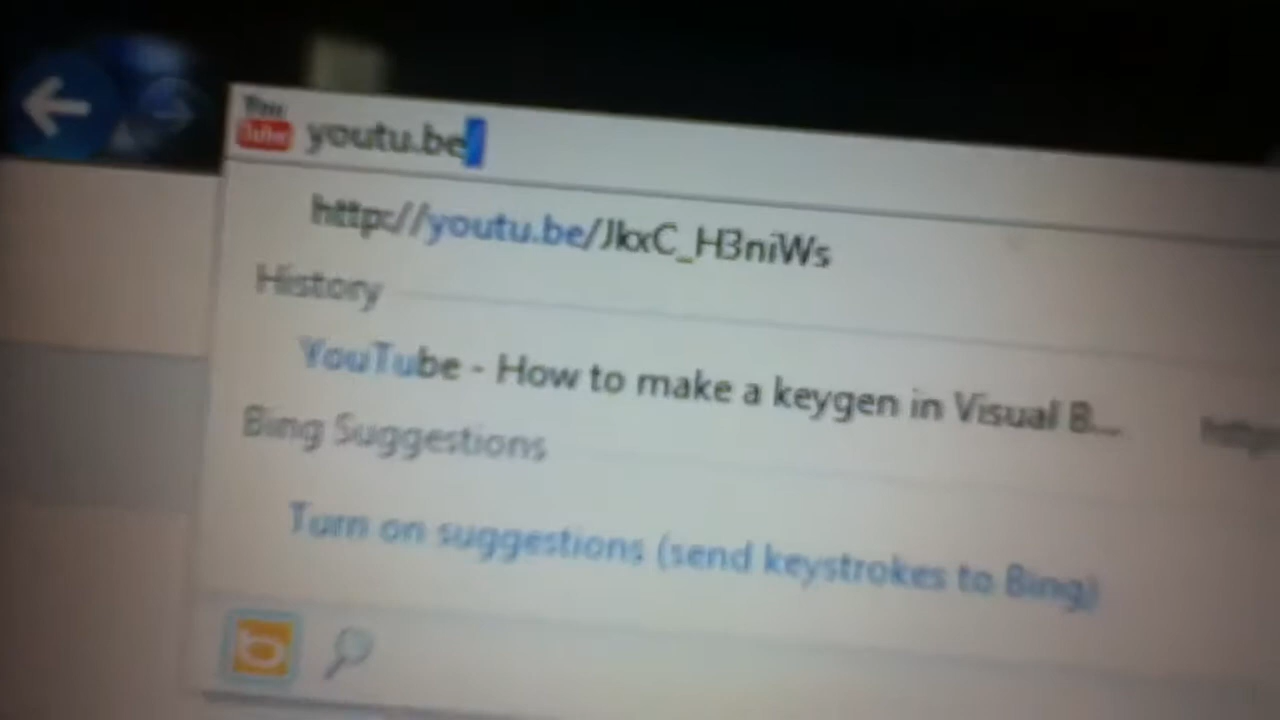 You
Tube
youtu.be
http://youtu.be/JkxC_H3niWs
History
YouTube - How to make a keygen in Visual B...
Bing Suggestions
Turn on suggestions (send keystrokes to Bing)